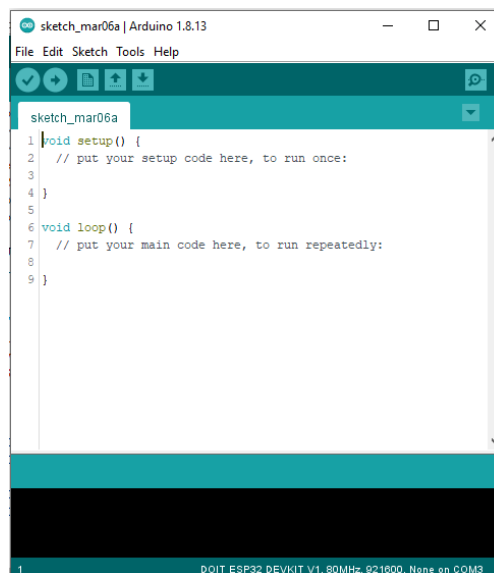 sketch_mar06a | Arduino 1.8.13
File Edit Sketch Tools Help
sketch_mar06a
1 void setup() {
2   // put your setup code here, to run once:
3
4 }
5
6 void loop() {
7   // put your main code here, to run repeatedly:
8
9 }
1 DOIT ESP32 DEVKIT V1, 80MHz, 921600, None on COM3